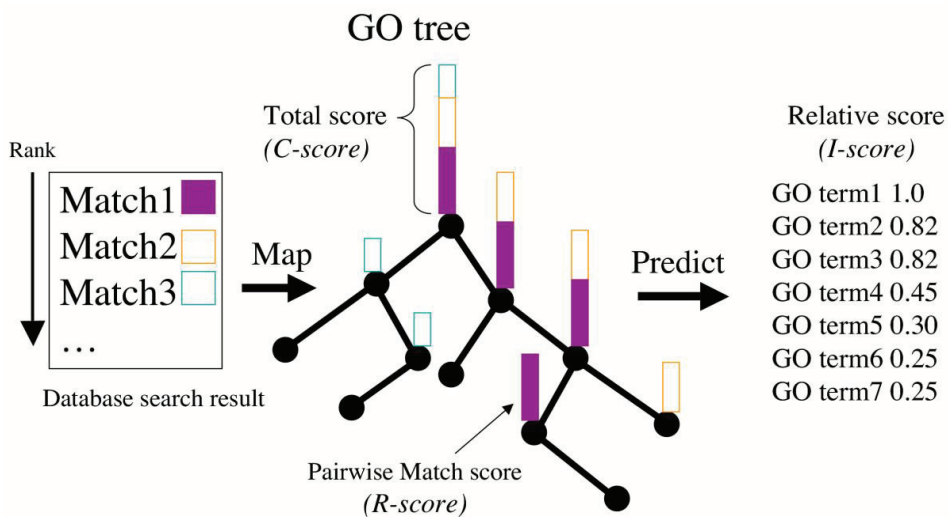 GO tree
Total score
(C-score)
Rank
Match1
Match2
Match3
...
Database search result
Map
Pairwise Match score
(R-score)
Predict
Relative score
(I-score)
GO term1 1.0
GO term2 0.82
GO term3 0.82
GO term4 0.45
GO term5 0.30
GO term6 0.25
GO term7 0.25